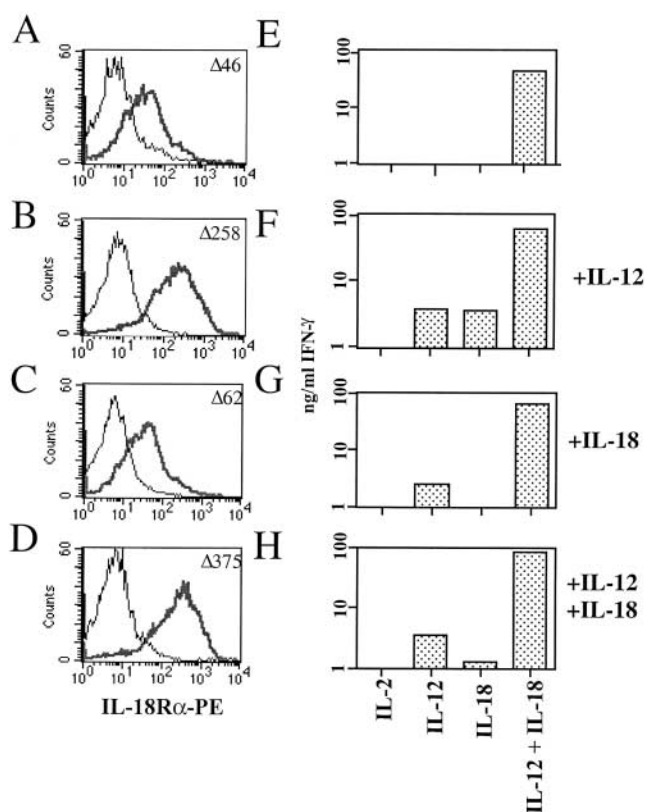 A
60
Counts
0
10^0 10^1 10^2 10^3 10^4
Δ46
E
100
10
1
B
60
Counts
0
10^0 10^1 10^2 10^3 10^4
Δ258
F
100
10
1
+IL-12
ng/ml IFN-γ
C
60
Counts
0
10^0 10^1 10^2 10^3 10^4
Δ62
G
100
10
1
+IL-18
D
60
Counts
0
10^0 10^1 10^2 10^3 10^4
Δ375
IL-18Rα-PE
H
100
10
1
+IL-12
+IL-18
IL-2
IL-12
IL-18
IL-12 + IL-18